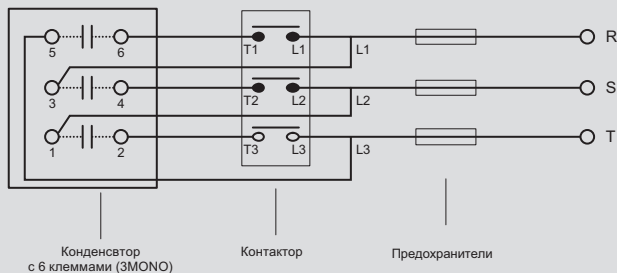 5 6 T1 L1 L1 R
3 4 T2 L2 L2 S
1 2 T3 L3 L3 T
Конденсвтор
с 6 клеммами (3MONO)
Контактор
Предохранители